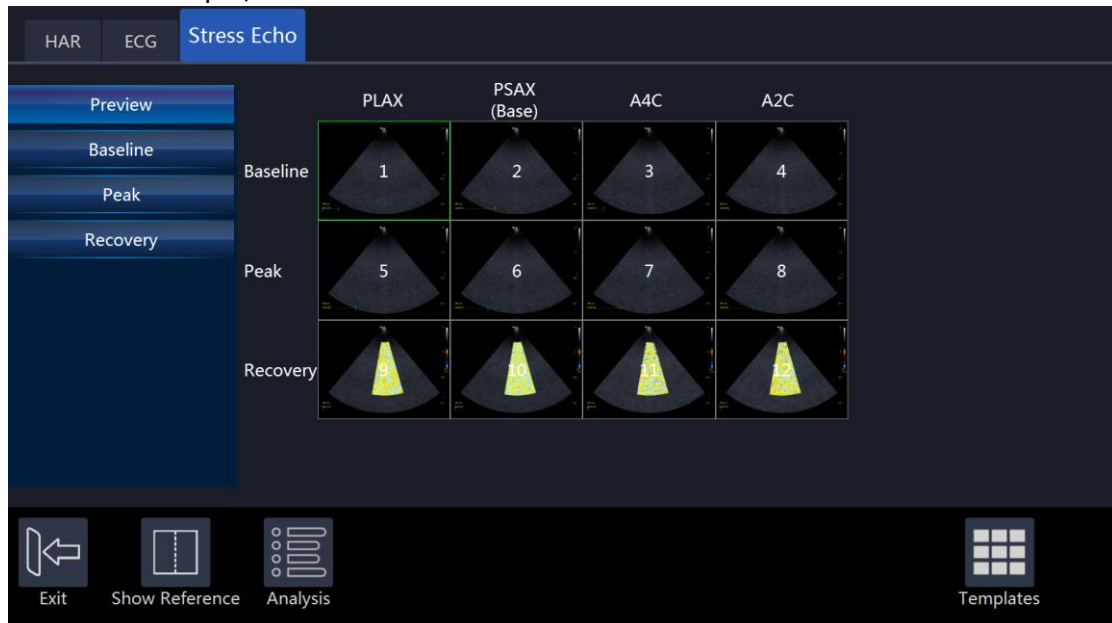 HAR ECG Stress Echo
Preview
Baseline
Peak
Recovery
PLAX PSAX (Base) A4C A2C
Baseline 1 2 3 4
Peak 5 6 7 8
Recovery 9 10 11 12
Exit Show Reference Analysis Templates